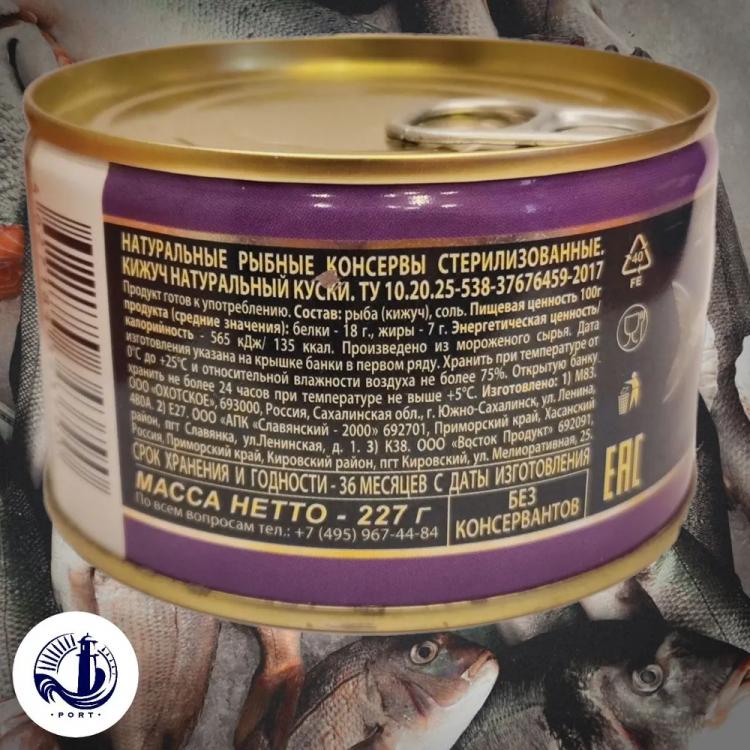 НАТУРАЛЬНЫЕ РЫБНЫЕ КОНСЕРВЫ СТЕРИЛИЗОВАННЫЕ.
КИЖУЧ НАТУРАЛЬНЫЙ КУСКИ. ТУ 10.20.25-538-37676459-2017
Продукт готов к употреблению. Состав: рыба (кижуч), соль. Пищевая ценность 100г
продукта (средние значения): белки - 18 г., жиры - 7 г. Энергетическая ценность/
калорийность - 565 кДж/ 135 ккал. Произведено из мороженого сырья. Дата
изготовления указана на крышке банки в первом ряду. Хранить при температуре от
0°С до +25°С и относительной влажности воздуха не более 75%. Открытую банку
хранить не более 24 часов при температуре не выше +5°С. Изготовлено: 1) М83.
ООО «ОХОТСКОЕ», 693000, Россия, Сахалинская обл., г. Южно-Сахалинск, ул.Ленина,
480А. 2) Е27. ООО «АПК «Славянский - 2000» 692701, Приморский край, Хасанский
район, пгт Славянка, ул.Ленинская, д. 1. 3) К38. ООО «Восток Продукт» 692091,
Россия, Приморский край, Кировский район, пгт Кировский, ул. Мелиоративная, 25.
СРОК ХРАНЕНИЯ И ГОДНОСТИ - 36 МЕСЯЦЕВ С ДАТЫ ИЗГОТОВЛЕНИЯ
МАССА НЕТТО - 227 г
По всем вопросам тел.: +7 (495) 967-44-84
БЕЗ
КОНСЕРВАНТОВ
40
FE
ЕАС
· PORT ·